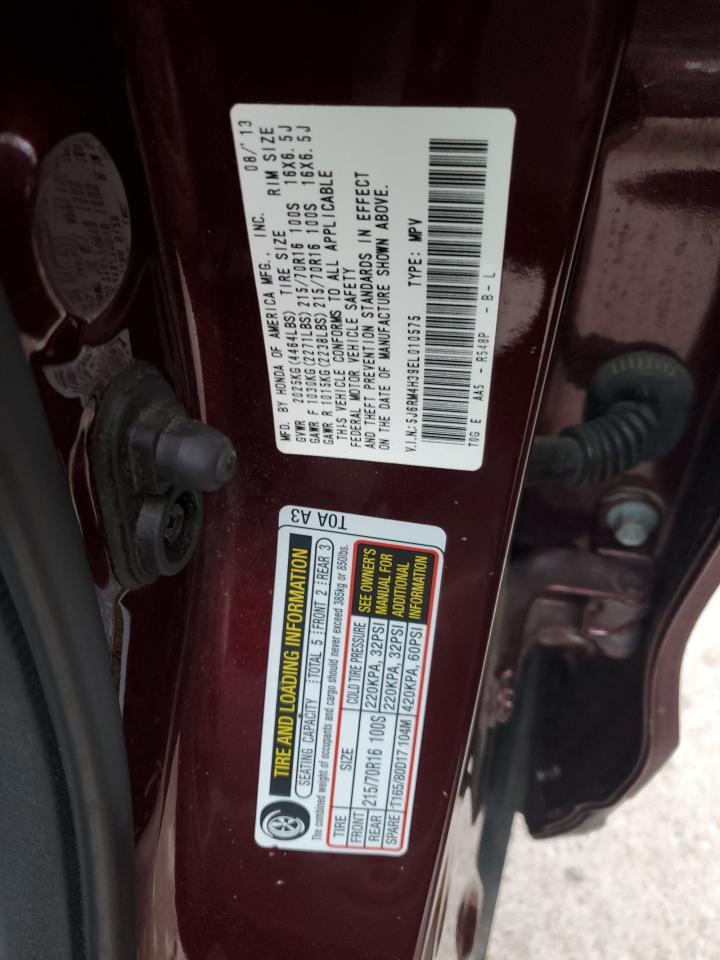 MFD. BY HONDA OF AMERICA MFG., INC. 08/'13
GVWR 2025KG(4464LBS) TIRE SIZE RIM SIZE
GAWR F 1030KG(2271LBS) 215/70R16 100S 16X6.5J
GAWR R 1015KG(2238LBS) 215/70R16 100S 16X6.5J
THIS VEHICLE CONFORMS TO ALL APPLICABLE
FEDERAL MOTOR VEHICLE SAFETY
AND THEFT PREVENTION STANDARDS IN EFFECT
ON THE DATE OF MANUFACTURE SHOWN ABOVE.
V.I.N.:5J6RM4H39EL010575 TYPE: MPV
T0G E AA5 - R548P - B - L
TIRE AND LOADING INFORMATION
T0A A3
SEATING CAPACITY TOTAL 5 FRONT 2 REAR 3
The combined weight of occupants and cargo should never exceed 385kg or 850lbs.
TIRE SIZE COLD TIRE PRESSURE
FRONT 215/70R16 100S 220KPA, 32PSI
REAR 220KPA, 32PSI
SPARE T165/80D17 104M 420KPA, 60PSI
SEE OWNER'S
MANUAL FOR
ADDITIONAL
INFORMATION